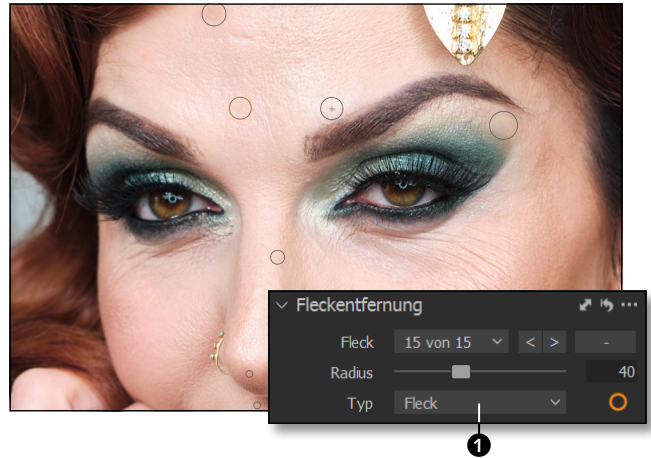 Fleckentfernung
Fleck 15 von 15 < > -
Radius 40
Typ Fleck
1